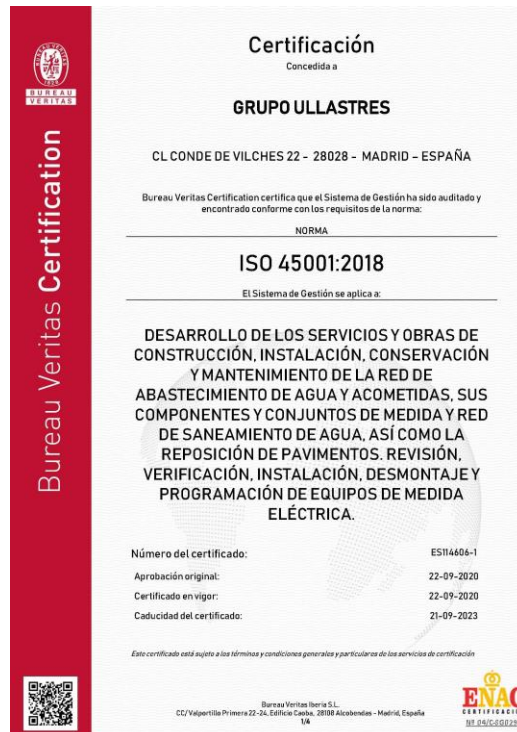 Certificación
Concedida a
GRUPO ULLASTRES
CL CONDE DE VILCHES 22 - 28028 - MADRID – ESPAÑA
Bureau Veritas Certification certifica que el Sistema de Gestión ha sido auditado y
encontrado conforme con los requisitos de la norma:
NORMA
ISO 45001:2018
El Sistema de Gestión se aplica a:
DESARROLLO DE LOS SERVICIOS Y OBRAS DE
CONSTRUCCIÓN, INSTALACIÓN, CONSERVACIÓN
Y MANTENIMIENTO DE LA RED DE
ABASTECIMIENTO DE AGUA Y ACOMETIDAS, SUS
COMPONENTES Y CONJUNTOS DE MEDIDA Y RED
DE SANEAMIENTO DE AGUA, ASÍ COMO LA
REPOSICIÓN DE PAVIMENTOS. REVISIÓN,
VERIFICACIÓN, INSTALACIÓN, DESMONTAJE Y
PROGRAMACIÓN DE EQUIPOS DE MEDIDA
ELÉCTRICA.
Número del certificado: ES114606-1
Aprobación original: 22-09-2020
Certificado en vigor: 22-09-2020
Caducidad del certificado: 21-09-2023
Este certificado está sujeto a los términos y condiciones generales y particulares de los servicios de certificación
Bureau Veritas Iberia S.L.
CC/ Valportillo Primera 22-24, Edificio Caoba, 28108 Alcobendas - Madrid, España
1/4
BUREAU
VERITAS
Bureau Veritas Certification
ENAC
CERTIFICACIÓ